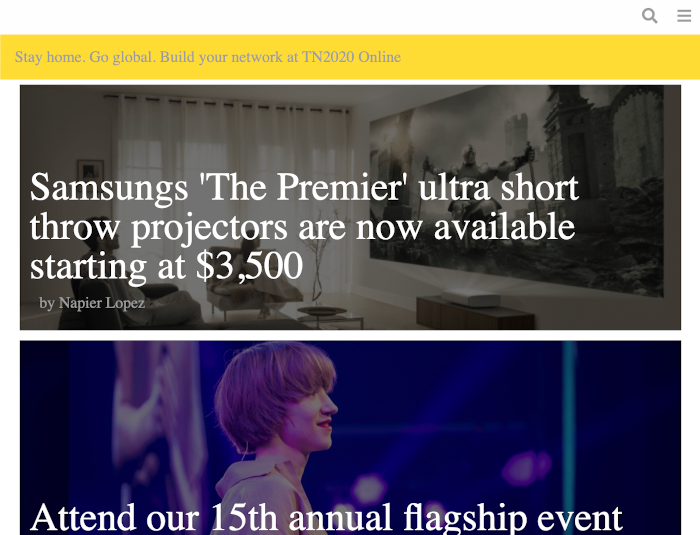 Stay home. Go global. Build your network at TN2020 Online
Samsungs 'The Premier' ultra short
throw projectors are now available
starting at $3,500
by Napier Lopez
Attend our 15th annual flagship event